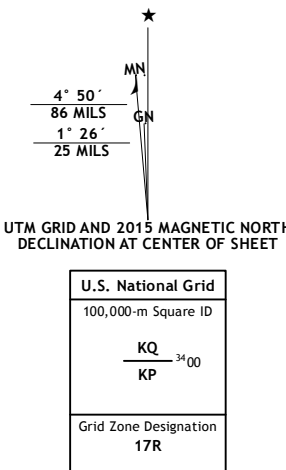 ★
MN
4° 50´
86 MILS
GN
1° 26´
25 MILS
UTM GRID AND 2015 MAGNETIC NORTH
DECLINATION AT CENTER OF SHEET
U.S. National Grid
100,000-m Square ID
KQ
3400
KP
Grid Zone Designation
17R